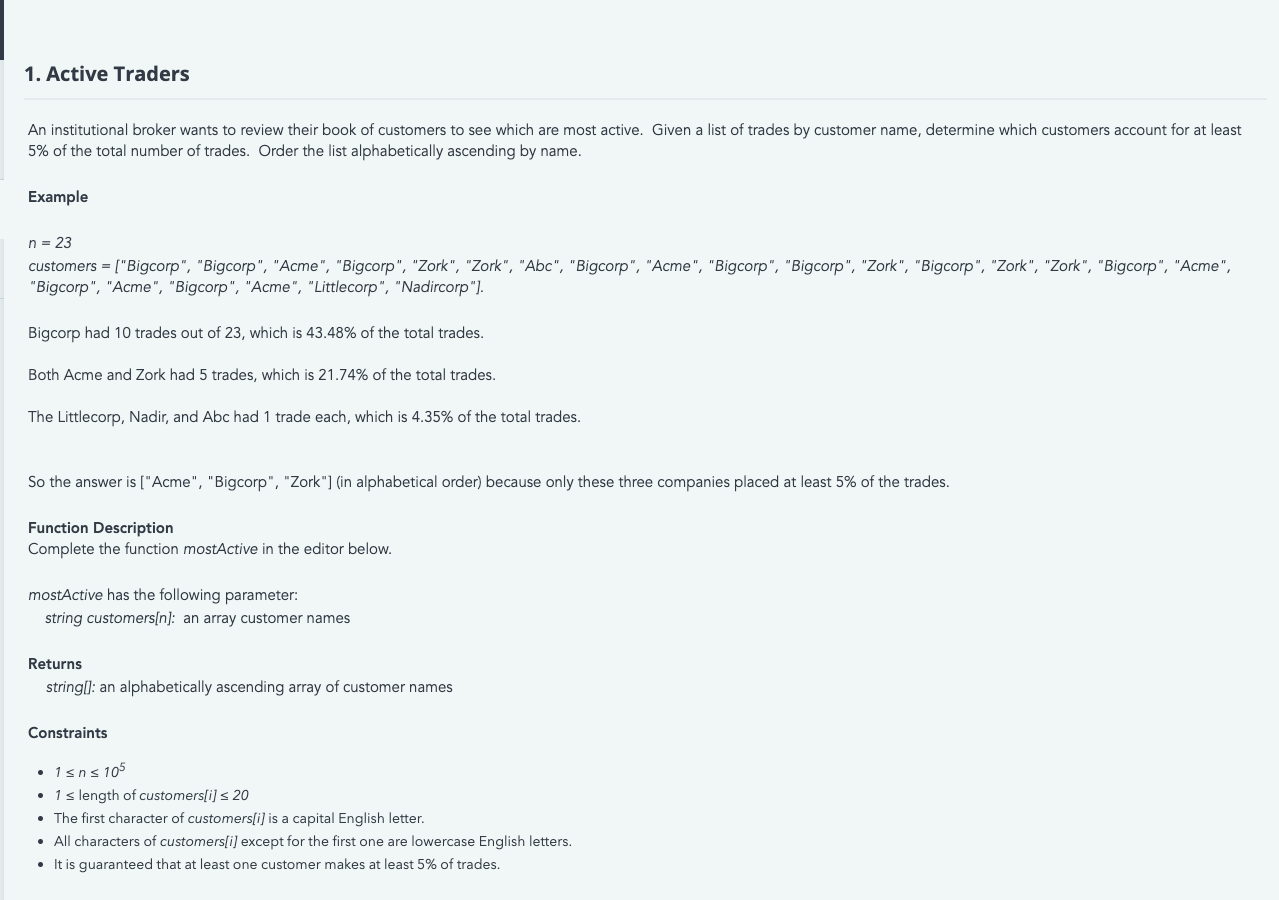 1. Active Traders
An institutional broker wants to review their book of customers to see which are most active.  Given a list of trades by customer name, determine which customers account for at least
5% of the total number of trades.  Order the list alphabetically ascending by name.
Example
n = 23
customers = ["Bigcorp", "Bigcorp", "Acme", "Bigcorp", "Zork", "Zork", "Abc", "Bigcorp", "Acme", "Bigcorp", "Bigcorp", "Zork", "Bigcorp", "Zork", "Zork", "Bigcorp", "Acme",
"Bigcorp", "Acme", "Bigcorp", "Acme", "Littlecorp", "Nadircorp"].
Bigcorp had 10 trades out of 23, which is 43.48% of the total trades.
Both Acme and Zork had 5 trades, which is 21.74% of the total trades.
The Littlecorp, Nadir, and Abc had 1 trade each, which is 4.35% of the total trades.
So the answer is ["Acme", "Bigcorp", "Zork"] (in alphabetical order) because only these three companies placed at least 5% of the trades.
Function Description
Complete the function mostActive in the editor below.
mostActive has the following parameter:
string customers[n]:  an array customer names
Returns
string[]: an alphabetically ascending array of customer names
Constraints
• 1 ≤ n ≤ 10⁵
• 1 ≤ length of customers[i] ≤ 20
• The first character of customers[i] is a capital English letter.
• All characters of customers[i] except for the first one are lowercase English letters.
• It is guaranteed that at least one customer makes at least 5% of trades.